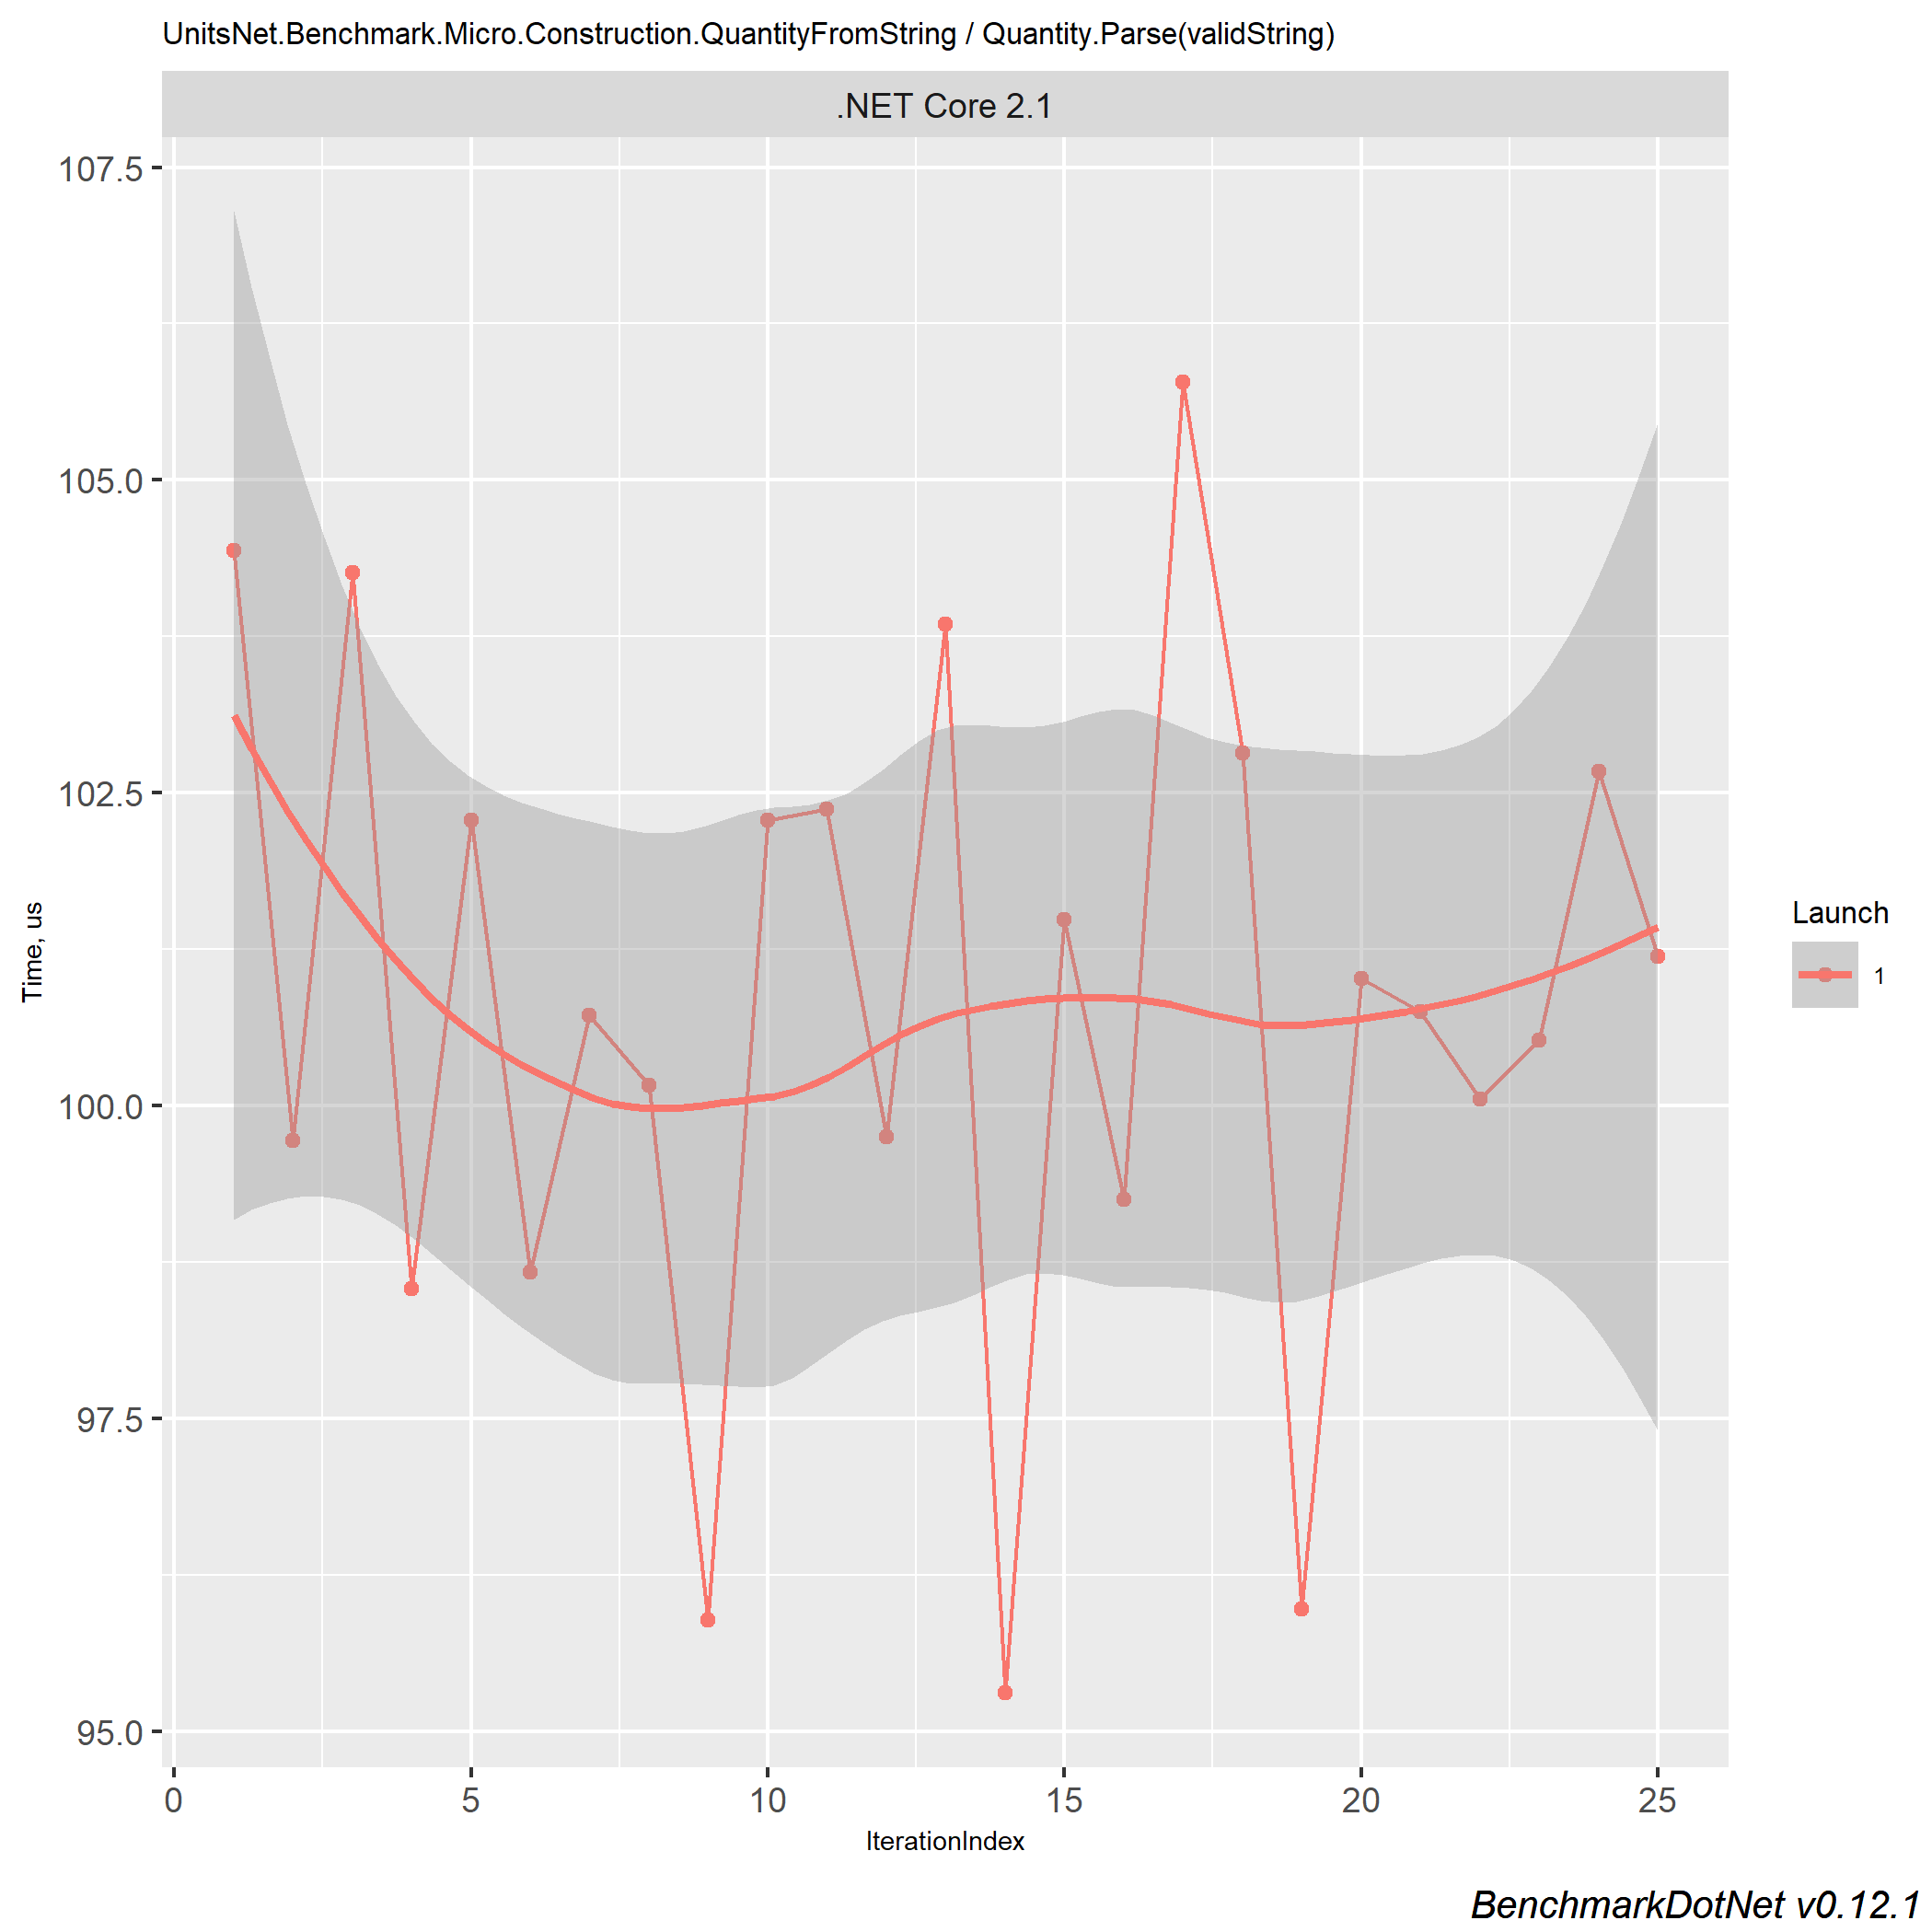 UnitsNet.Benchmark.Micro.Construction.QuantityFromString / Quantity.Parse(validString)
.NET Core 2.1
107.5
105.0
102.5
100.0
97.5
95.0
Time, us
0 5 10 15 20 25
IterationIndex
Launch
1
BenchmarkDotNet v0.12.1